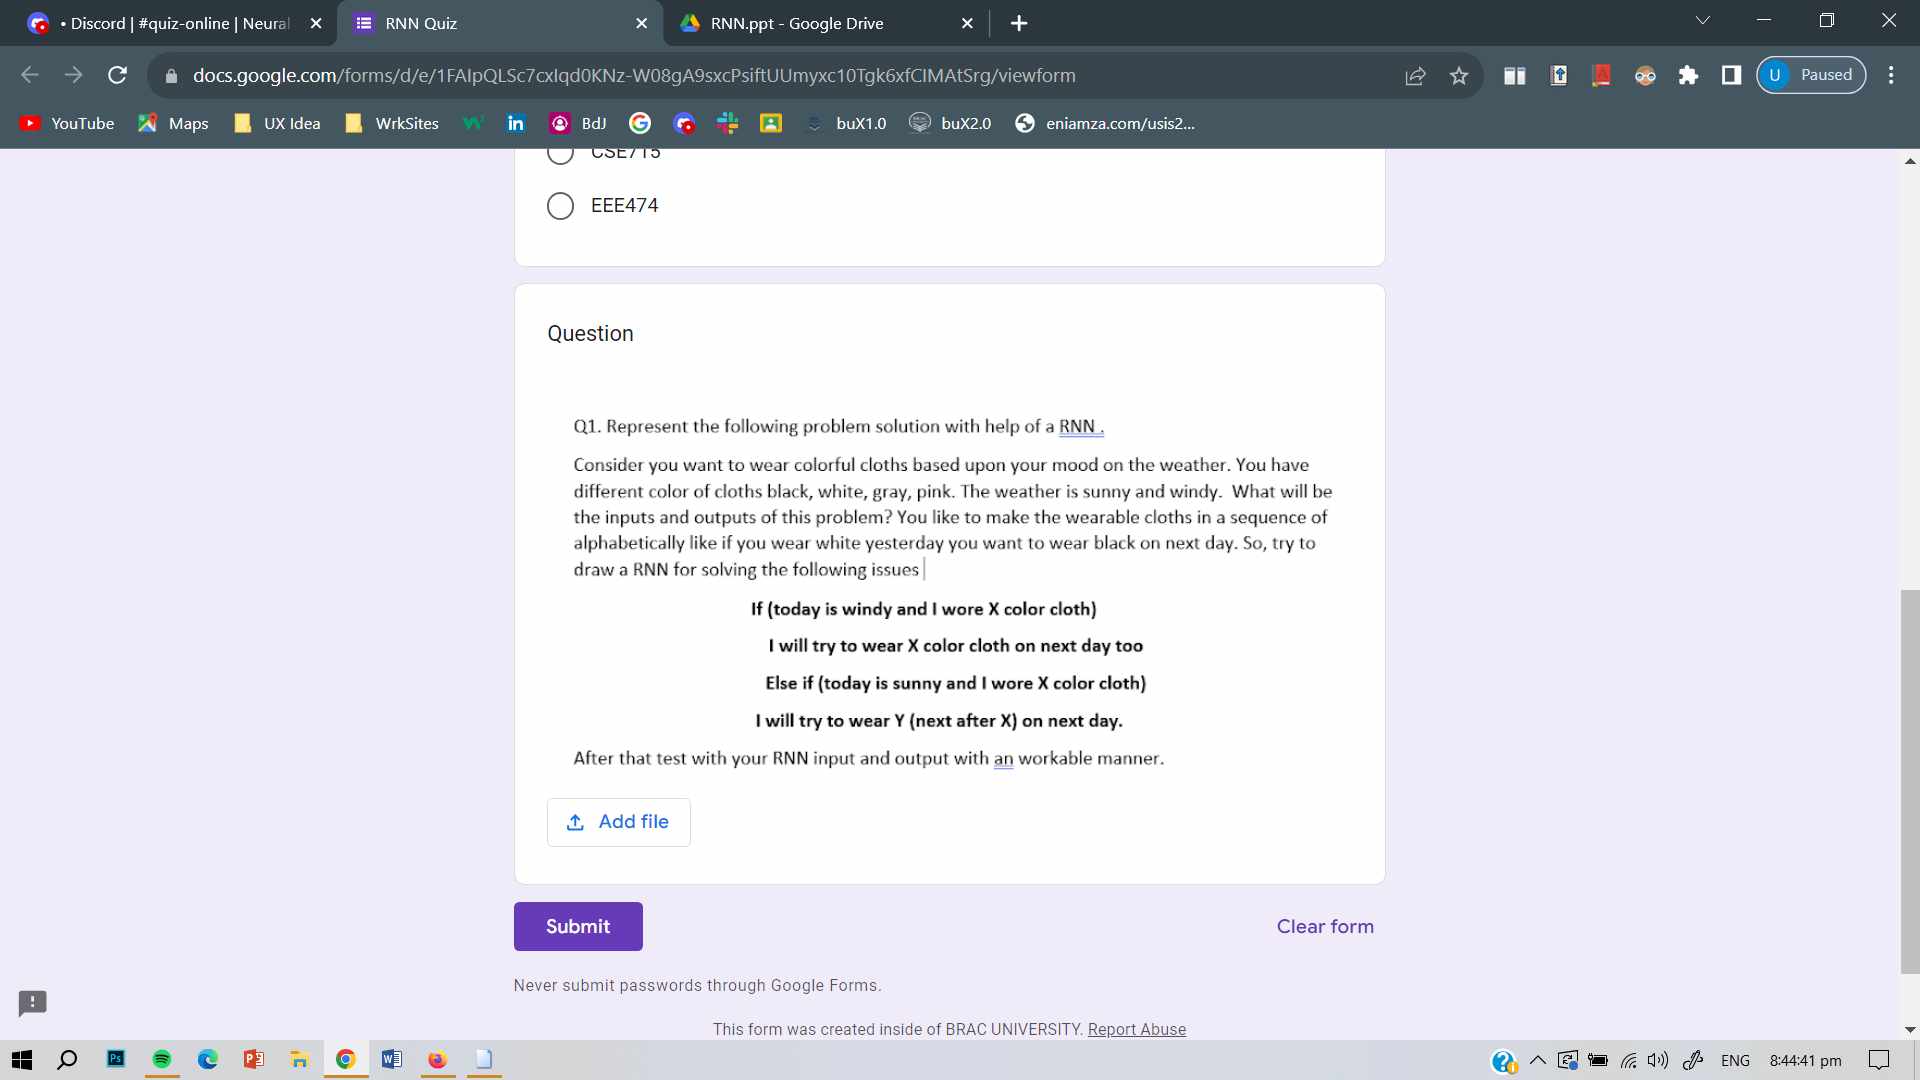 • Discord | #quiz-online | Neural
RNN Quiz
RNN.ppt - Google Drive
docs.google.com/forms/d/e/1FAIpQLSc7cxIqd0KNz-W08gA9sxcPsiftUUmyxc10Tgk6xfCIMAtSrg/viewform
U Paused
YouTube
Maps
UX Idea
WrkSites
BdJ
buX1.0
buX2.0
eniamza.com/usis2...
CSE715
EEE474
Question
Q1. Represent the following problem solution with help of a RNN .
Consider you want to wear colorful cloths based upon your mood on the weather. You have
different color of cloths black, white, gray, pink. The weather is sunny and windy. What will be
the inputs and outputs of this problem? You like to make the wearable cloths in a sequence of
alphabetically like if you wear white yesterday you want to wear black on next day. So, try to
draw a RNN for solving the following issues
If (today is windy and I wore X color cloth)
I will try to wear X color cloth on next day too
Else if (today is sunny and I wore X color cloth)
I will try to wear Y (next after X) on next day.
After that test with your RNN input and output with an workable manner.
Add file
Submit
Clear form
Never submit passwords through Google Forms.
This form was created inside of BRAC UNIVERSITY. Report Abuse
ENG
8:44:41 pm